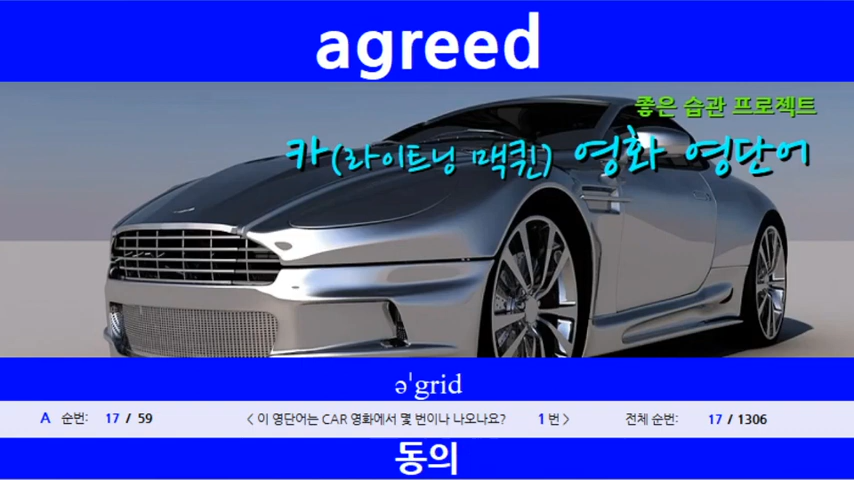 agreed
좋은 습관 프로젝트
카(라이트닝 맥퀸) 영화 영단어
ə'grid
A 순번: 17 / 59 < 이 영단어는 CAR 영화에서 몇 번이나 나오나요? 1 번 > 전체 순번: 17 / 1306
동의